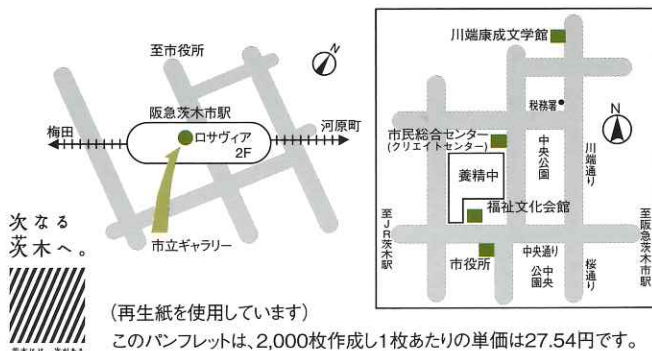 至市役所
N
阪急茨木市駅
梅田
河原町
ロサヴィア
2F
市立ギャラリー
川端康成文学館
税務署
N
市民総合センター
(クリエイトセンター)
中央公園
川端通り
養精中
福祉文化会館
至JR茨木駅
至阪急茨木市駅
中央通り
市役所
中央公園
桜通り
次なる
茨木へ。
(再生紙を使用しています)
このパンフレットは、2,000枚作成し1枚あたりの単価は27.54円です。